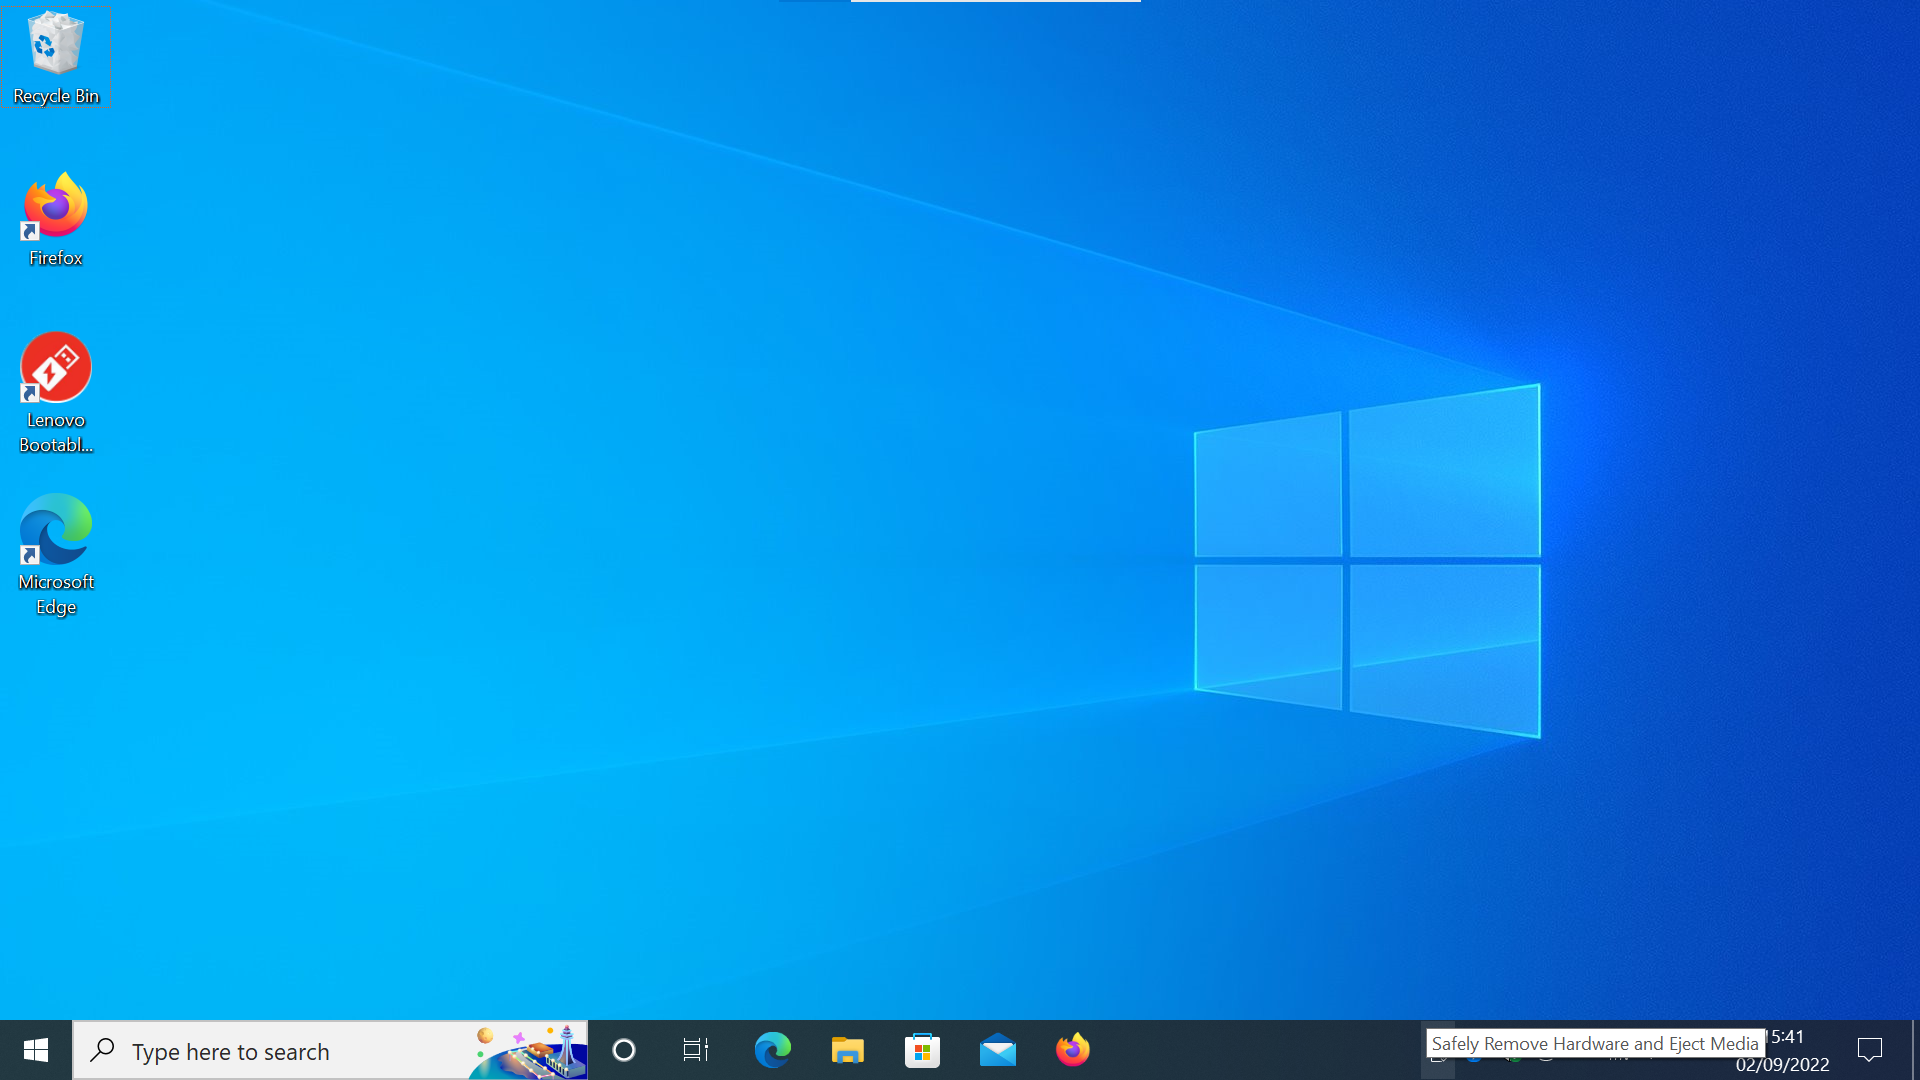 Recycle Bin
Firefox
Lenovo
Bootabl...
Microsoft
Edge
Type here to search
Safely Remove Hardware and Eject Media
5:41
02/09/2022